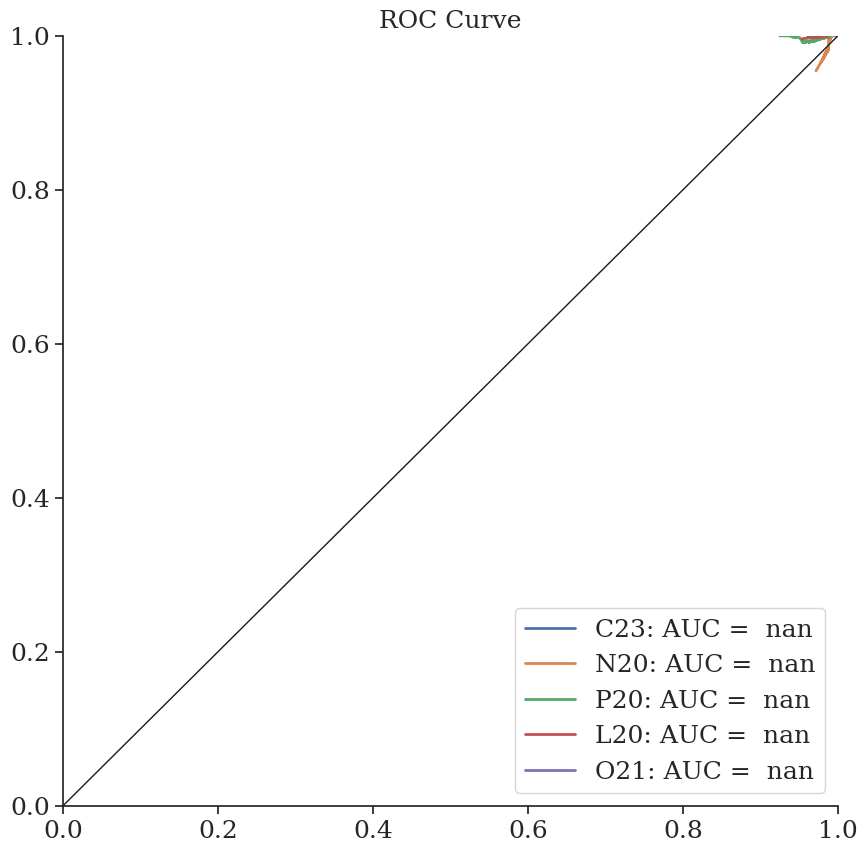 ROC Curve
1.0
0.8
0.6
0.4
0.2
0.0
0.0 0.2 0.4 0.6 0.8 1.0
C23: AUC = nan
N20: AUC = nan
P20: AUC = nan
L20: AUC = nan
O21: AUC = nan